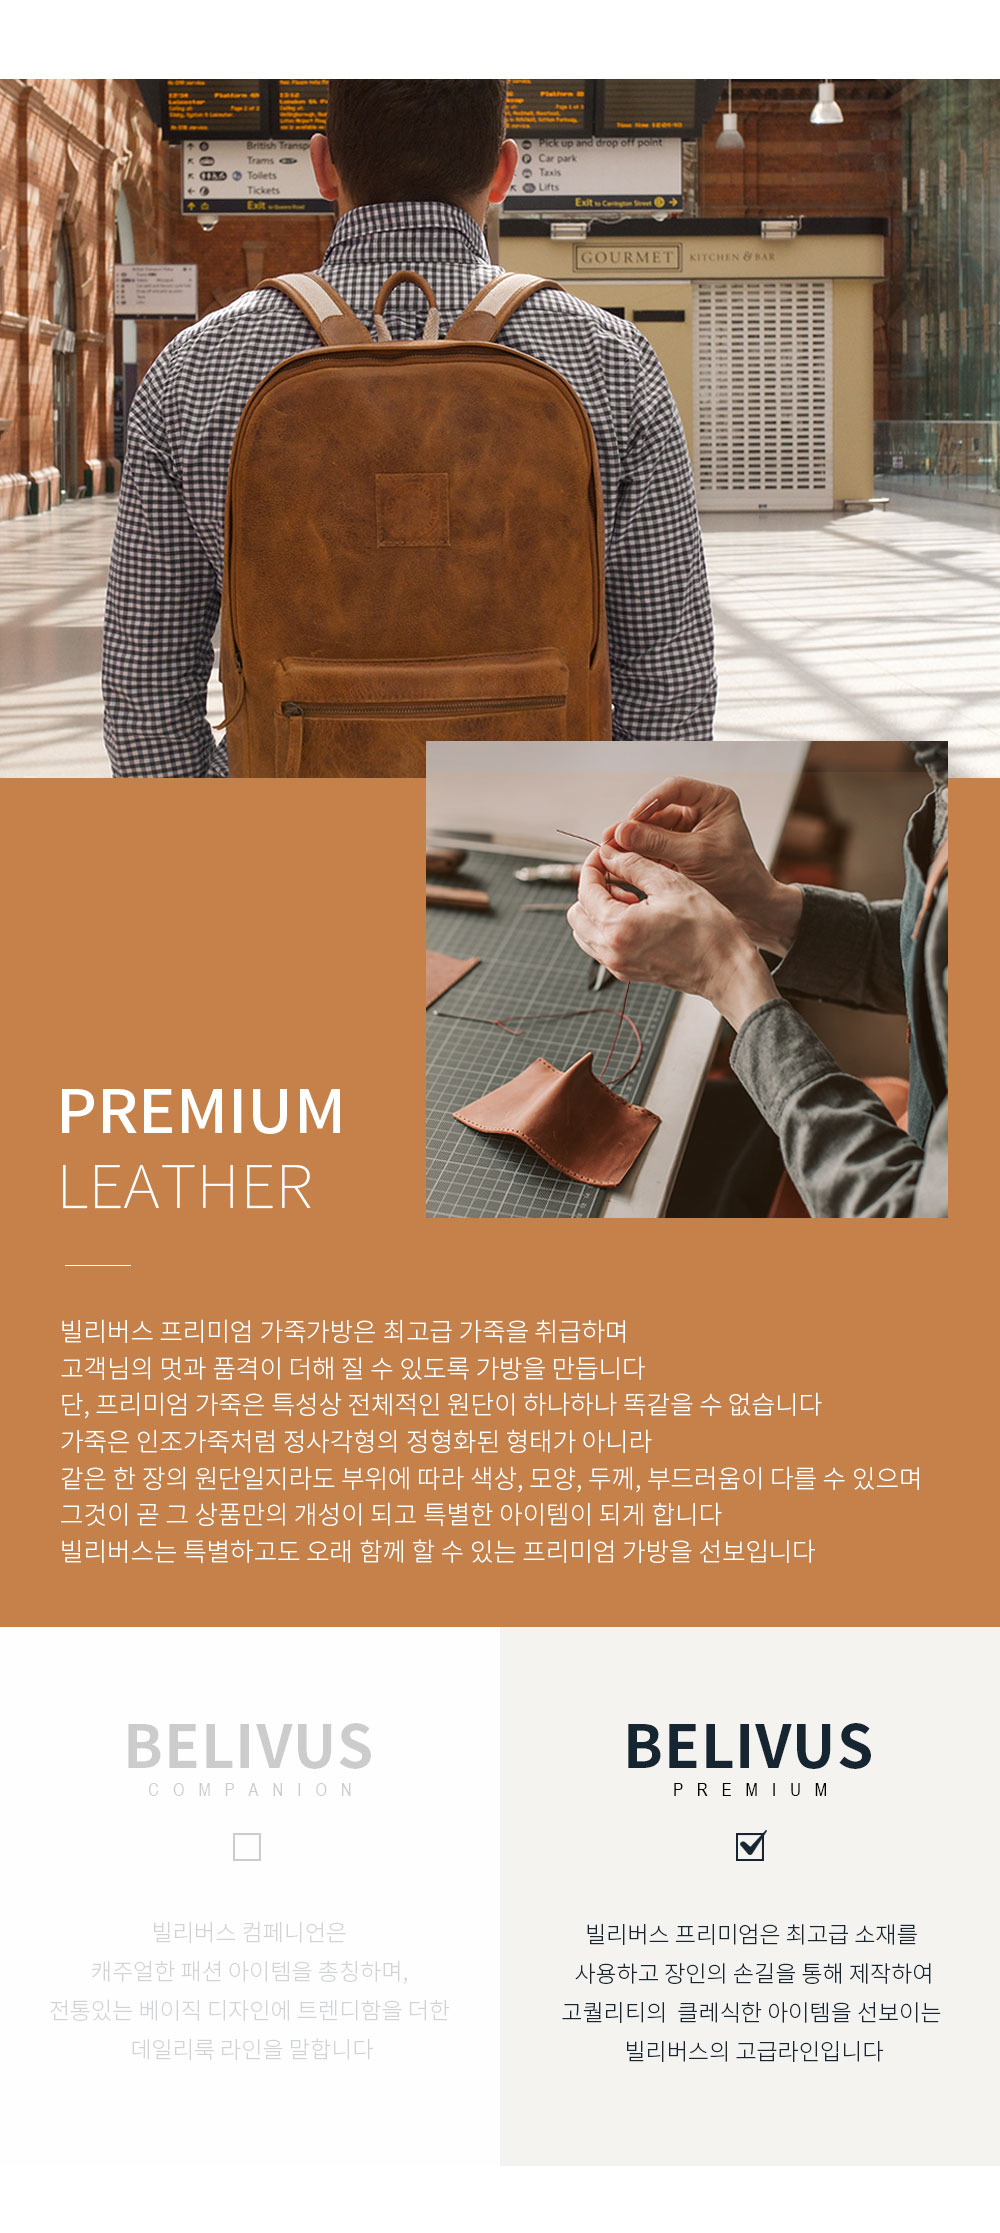 British Transpo
Trams
Toilets
Tickets
Exit to Queens Road
Pick up and drop off point
Car park
Taxis
Lifts
Exit to Carrington Street
GOURMET KITCHEN & BAR
PREMIUM
LEATHER
빌리버스 프리미엄 가죽가방은 최고급 가죽을 취급하며
고객님의 멋과 품격이 더해 질 수 있도록 가방을 만듭니다
단, 프리미엄 가죽은 특성상 전체적인 원단이 하나하나 똑같을 수 없습니다
가죽은 인조가죽처럼 정사각형의 정형화된 형태가 아니라
같은 한 장의 원단일지라도 부위에 따라 색상, 모양, 두께, 부드러움이 다를 수 있으며
그것이 곧 그 상품만의 개성이 되고 특별한 아이템이 되게 합니다
빌리버스는 특별하고도 오래 함께 할 수 있는 프리미엄 가방을 선보입니다
BELIVUS
COMPANION
빌리버스 컴페니언은
캐주얼한 패션 아이템을 총칭하며,
전통있는 베이직 디자인에 트렌디함을 더한
데일리룩 라인을 말합니다
BELIVUS
PREMIUM
빌리버스 프리미엄은 최고급 소재를
사용하고 장인의 손길을 통해 제작하여
고퀄리티의 클레식한 아이템을 선보이는
빌리버스의 고급라인입니다